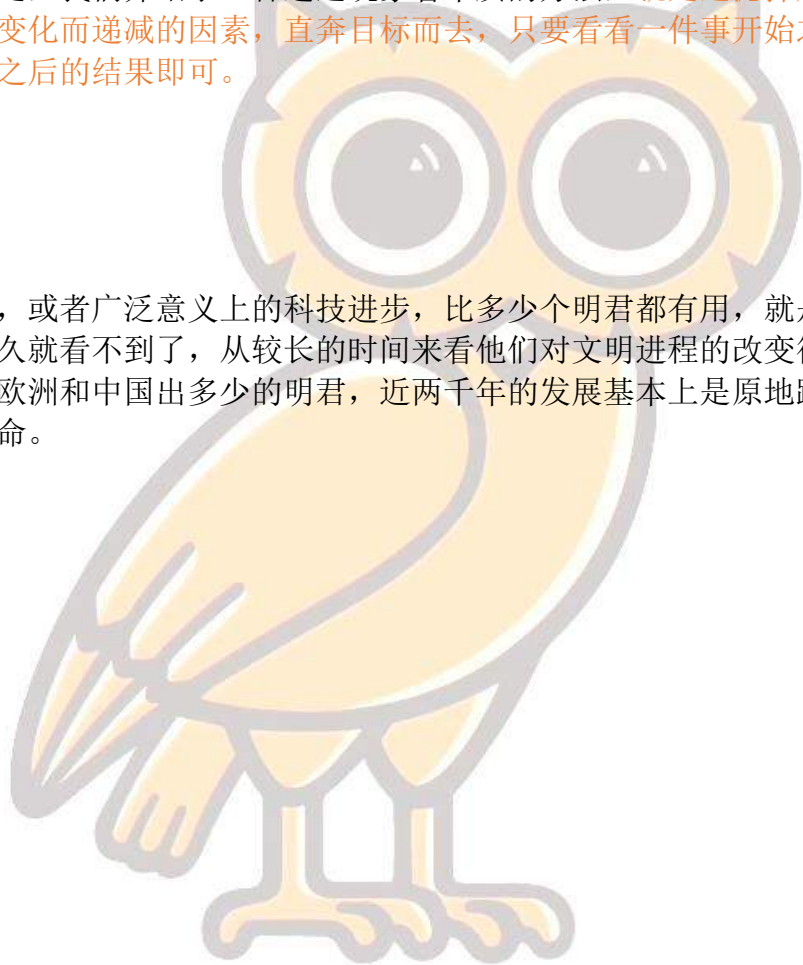 变化而递减的因素，直奔目标而去，只要看看一件事开始
之后的结果即可。
，或者广泛意义上的科技进步，比多少个明君都有用，就
久就看不到了，从较长的时间来看他们对文明进程的改变
欧洲和中国出多少的明君，近两千年的发展基本上是原地
命。